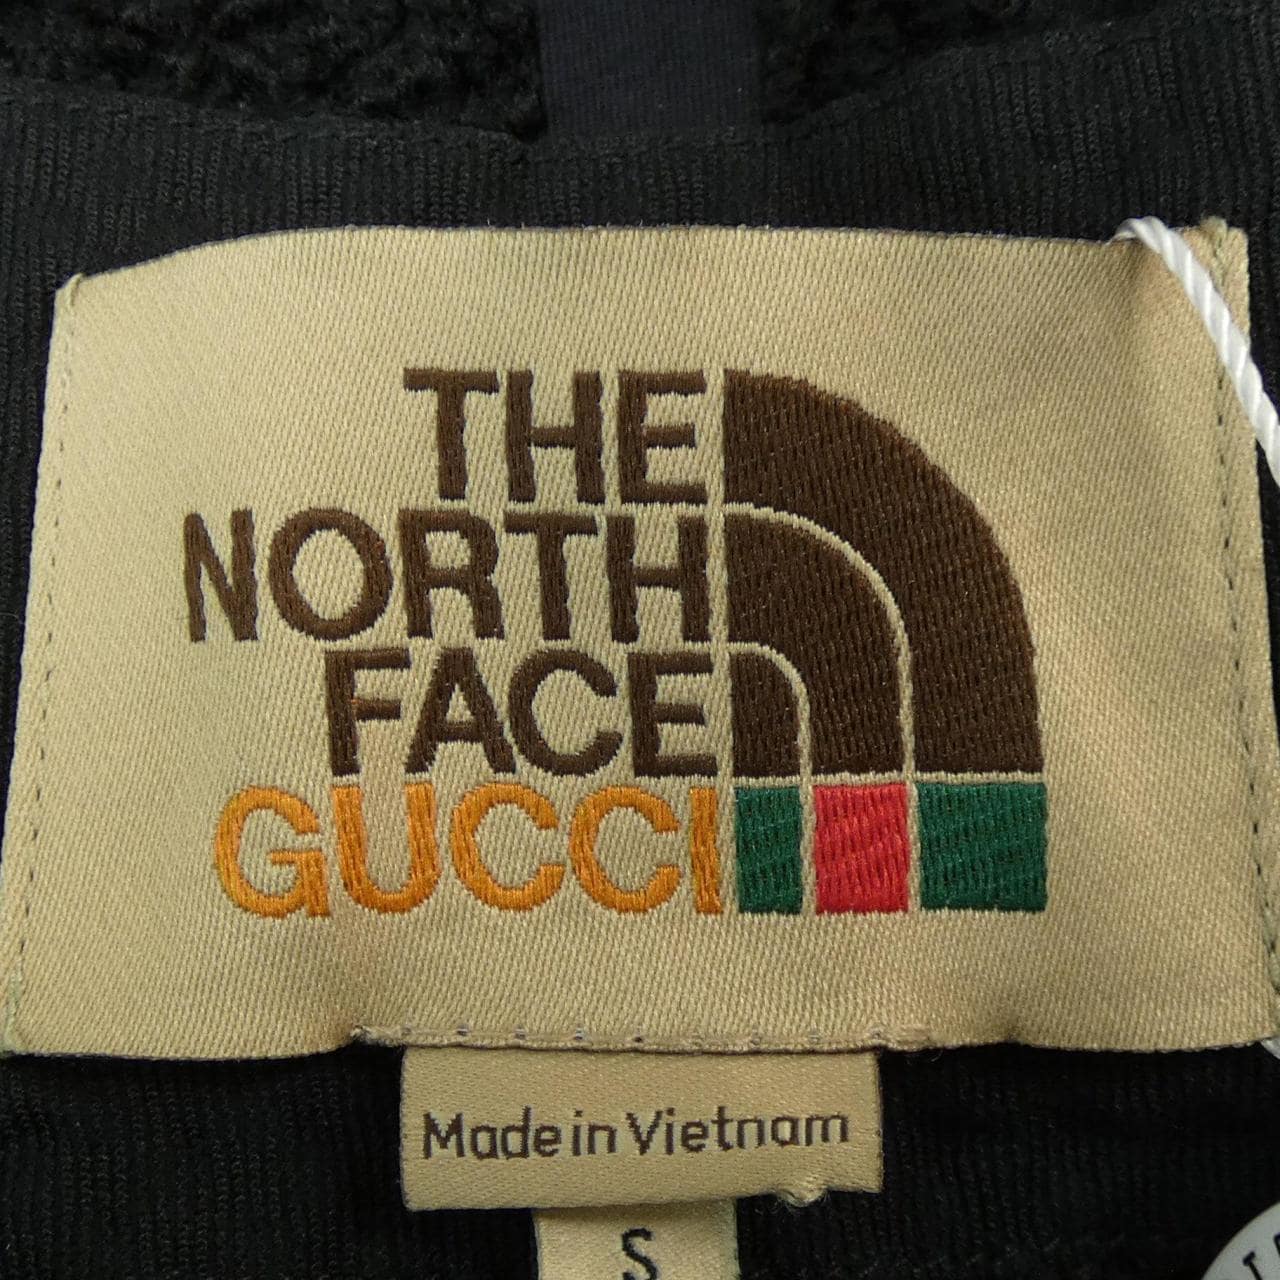 THE
NORTH
FACE
GUCCI
Made in Vietnam
S